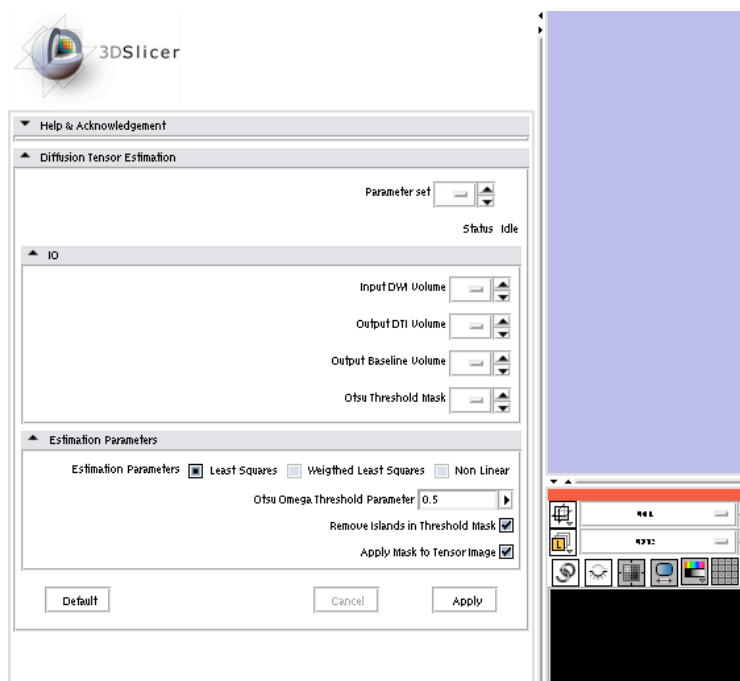 3DSlicer
Help & Acknowledgement
Diffusion Tensor Estimation
Parameter set
Status Idle
IO
Input DWI Volume
Output DTI Volume
Output Baseline Volume
Otsu Threshold Mask
Estimation Parameters
Estimation Parameters Least Squares Weigthed Least Squares Non Linear
Otsu Omega Threshold Parameter 0.5
Remove Islands in Threshold Mask
Apply Mask to Tensor Image
Default Cancel Apply
L